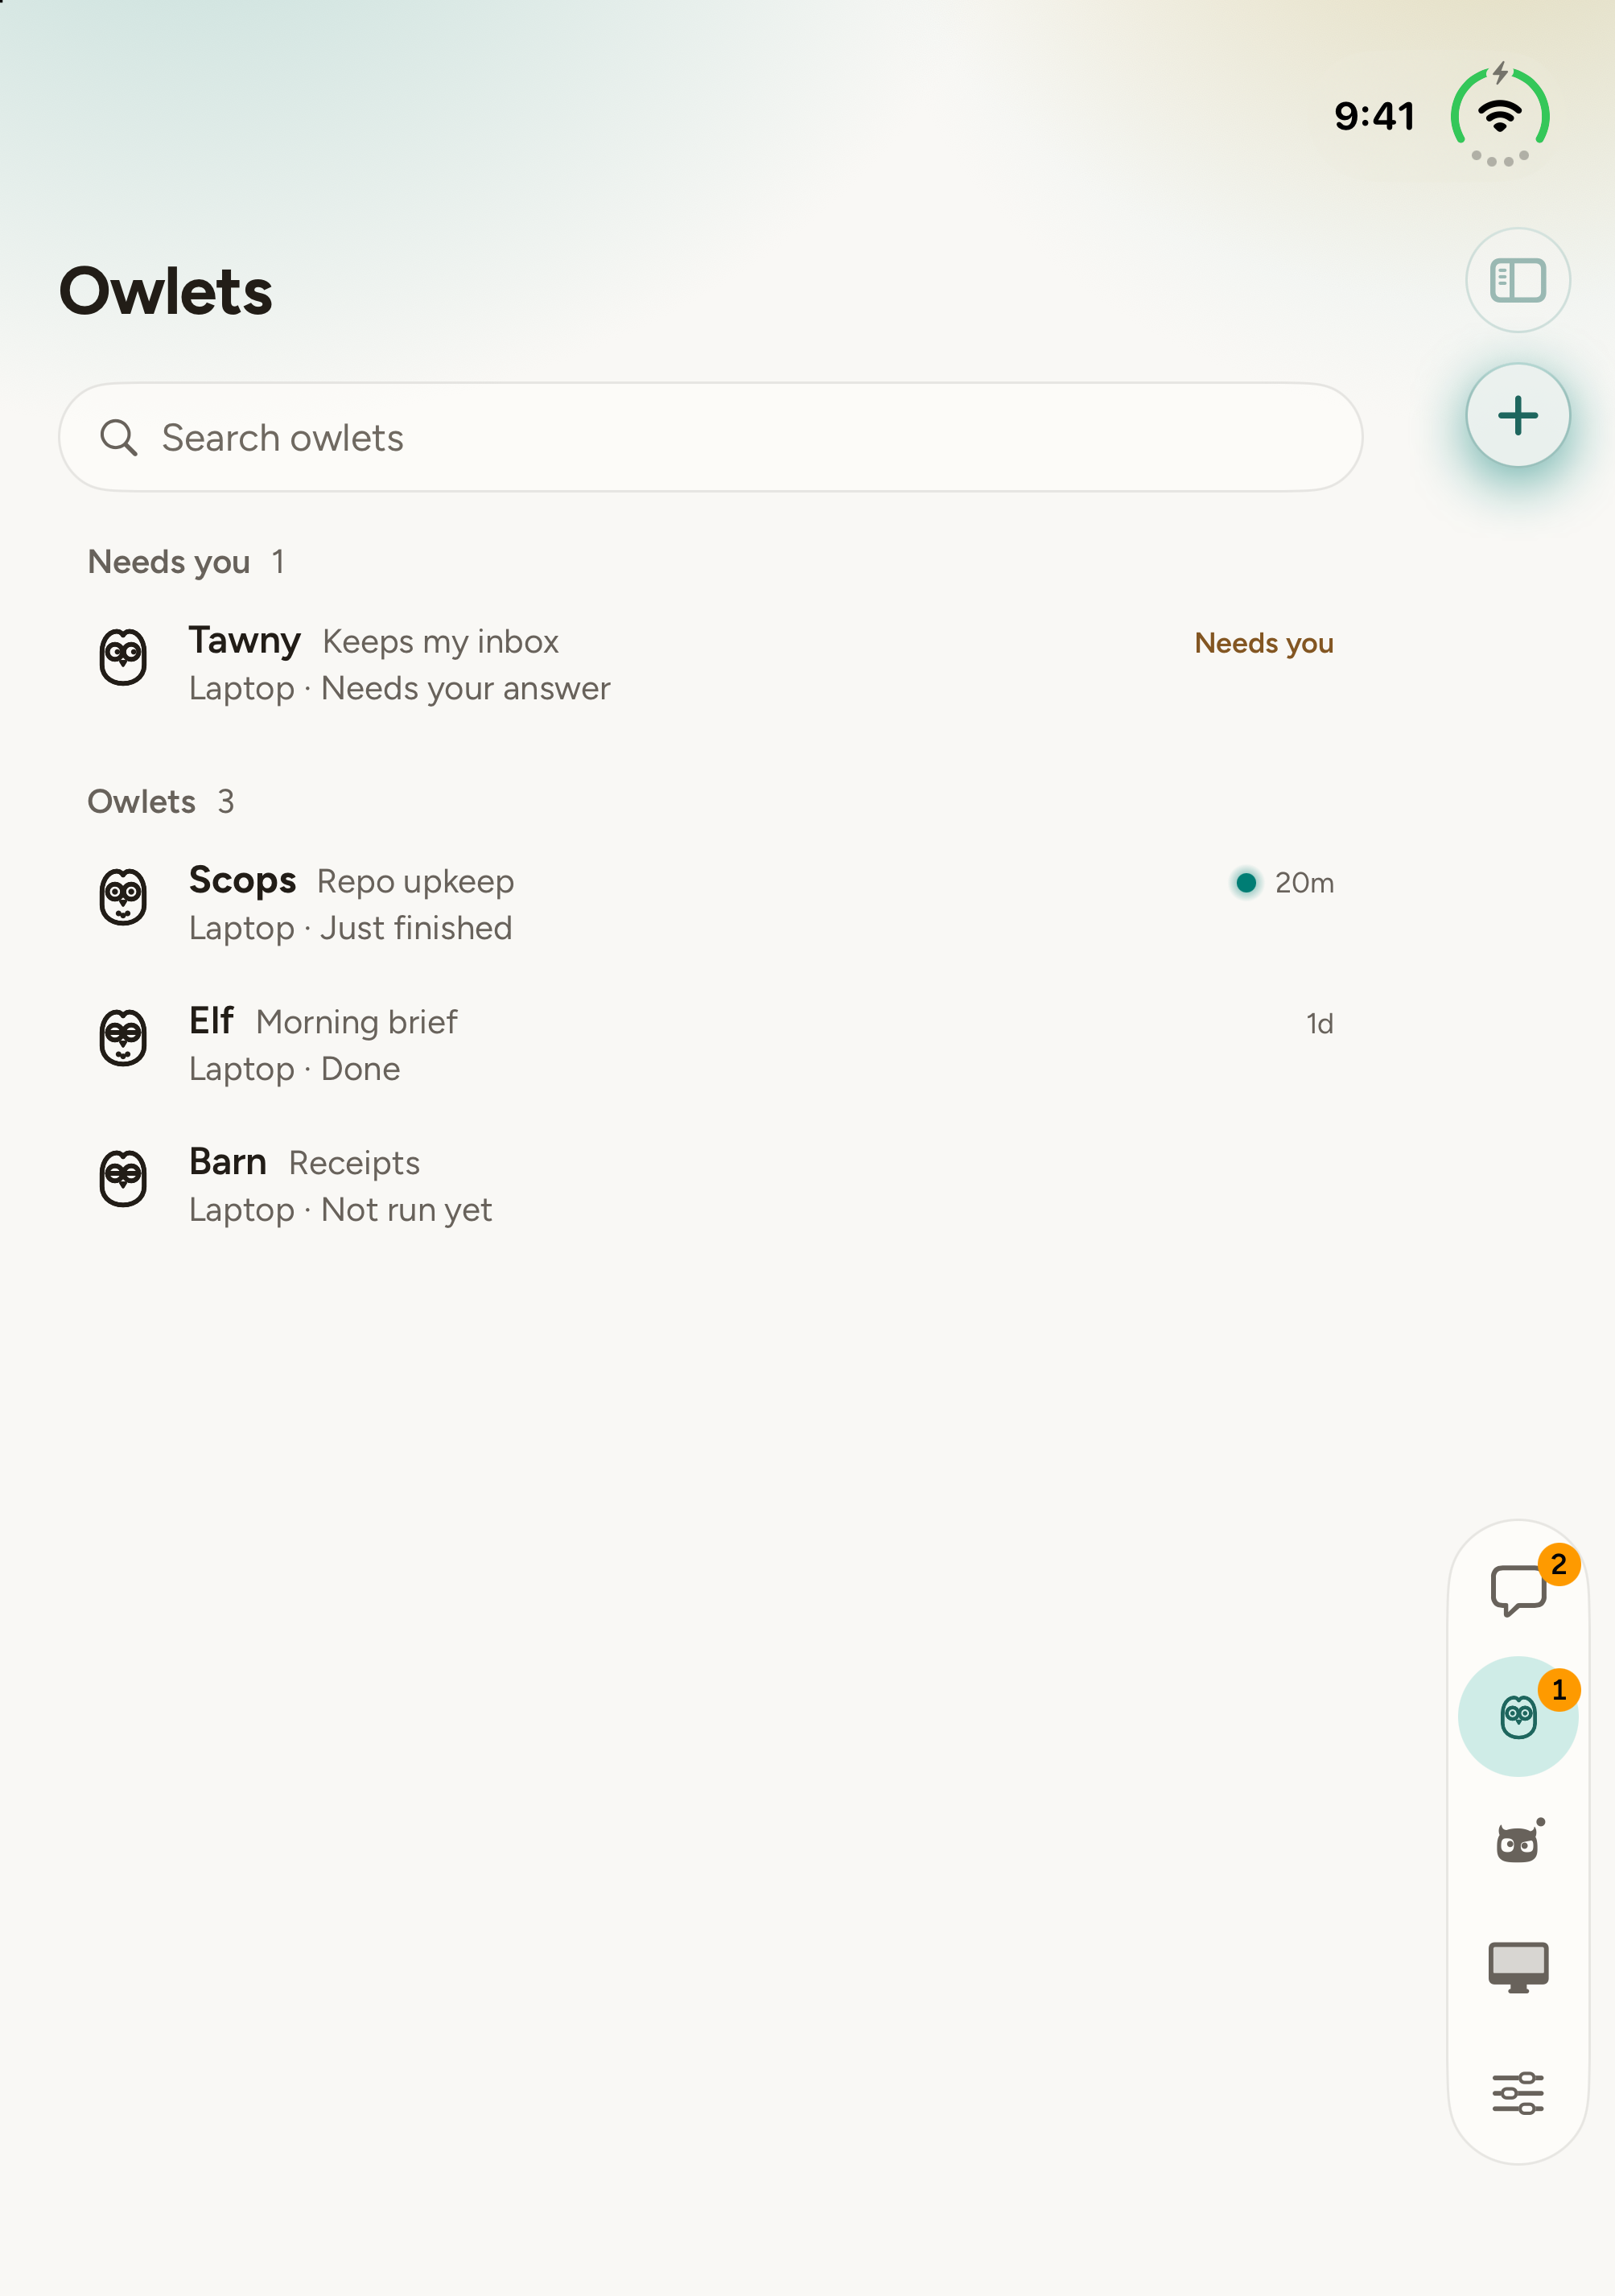 9:41
Owlets
Search owlets
Needs you 1
Tawny Keeps my inbox Needs you
Laptop · Needs your answer
Owlets 3
Scops Repo upkeep 20m
Laptop · Just finished
Elf Morning brief 1d
Laptop · Done
Barn Receipts
Laptop · Not run yet
2
1